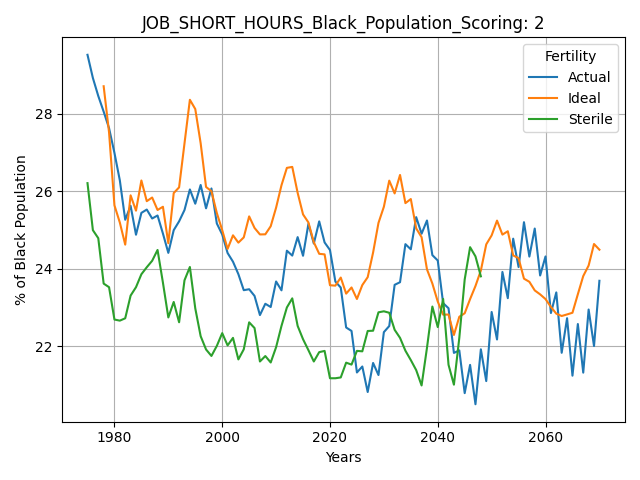 JOB_SHORT_HOURS_Black_Population_Scoring: 2
Fertility
Actual
Ideal
Sterile
% of Black Population
28
26
24
22
1980 2000 2020 2040 2060
Years